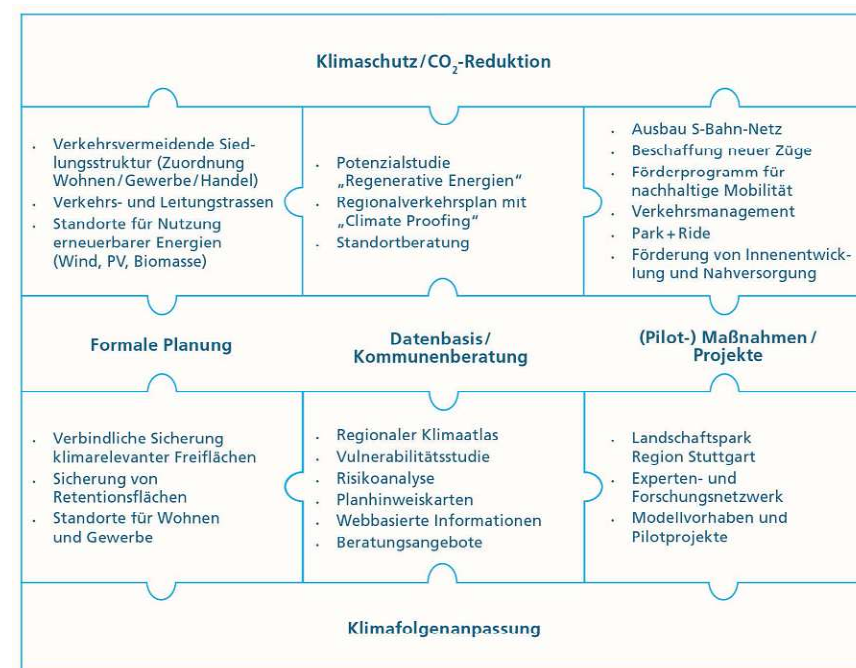 Klimaschutz/CO₂-Reduktion
· Verkehrsvermeidende Sied-
lungsstruktur (Zuordnung
Wohnen/Gewerbe/Handel)
· Verkehrs- und Leitungstrassen
· Standorte für Nutzung
erneuerbarer Energien
(Wind, PV, Biomasse)
· Potenzialstudie
„Regenerative Energien“
· Regionalverkehrsplan mit
„Climate Proofing“
· Standortberatung
· Ausbau S-Bahn-Netz
· Beschaffung neuer Züge
· Förderprogramm für
nachhaltige Mobilität
· Verkehrsmanagement
· Park+Ride
· Förderung von Innenentwick-
lung und Nahversorgung
Formale Planung
Datenbasis/
Kommunenberatung
(Pilot-) Maßnahmen/
Projekte
· Verbindliche Sicherung
klimarelevanter Freiflächen
· Sicherung von
Retentionsflächen
· Standorte für Wohnen
und Gewerbe
· Regionaler Klimaatlas
· Vulnerabilitätsstudie
· Risikoanalyse
· Planhinweiskarten
· Webbasierte Informationen
· Beratungsangebote
· Landschaftspark
Region Stuttgart
· Experten- und
Forschungsnetzwerk
· Modellvorhaben und
Pilotprojekte
Klimafolgenanpassung